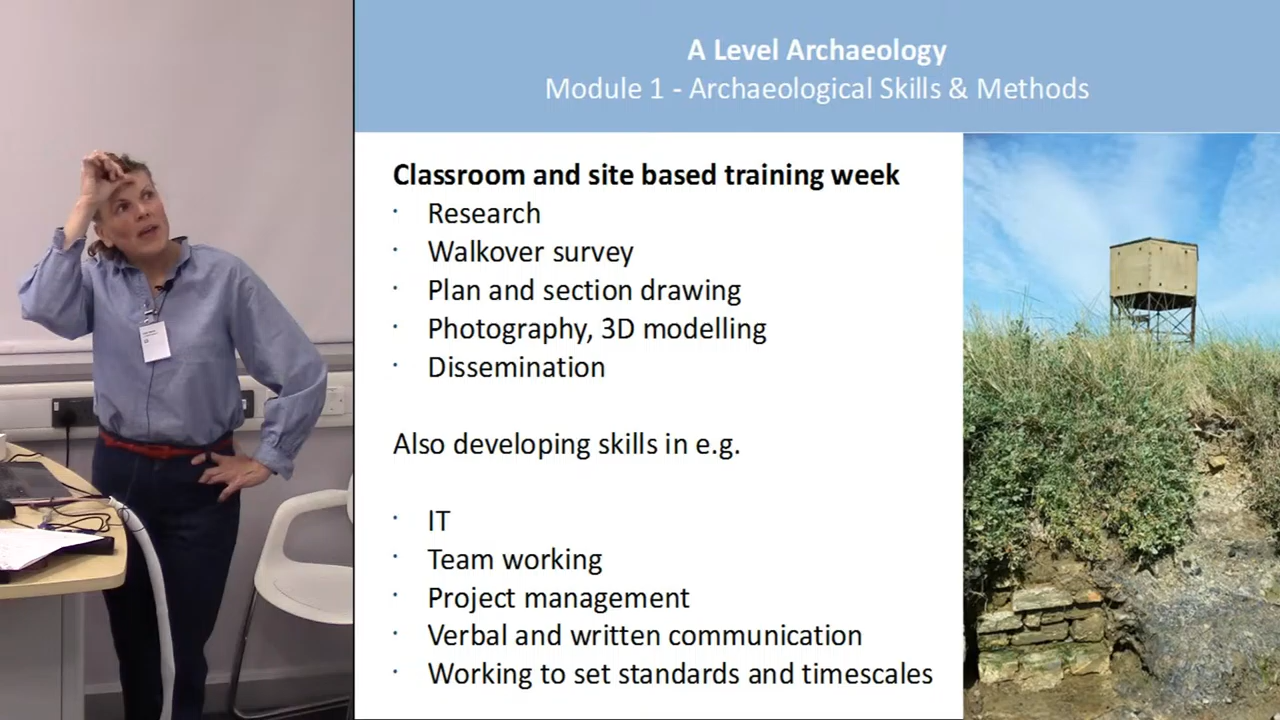 A Level Archaeology
Module 1 - Archaeological Skills & Methods
Classroom and site based training week
· Research
· Walkover survey
· Plan and section drawing
· Photography, 3D modelling
· Dissemination
Also developing skills in e.g.
· IT
· Team working
· Project management
· Verbal and written communication
· Working to set standards and timescales